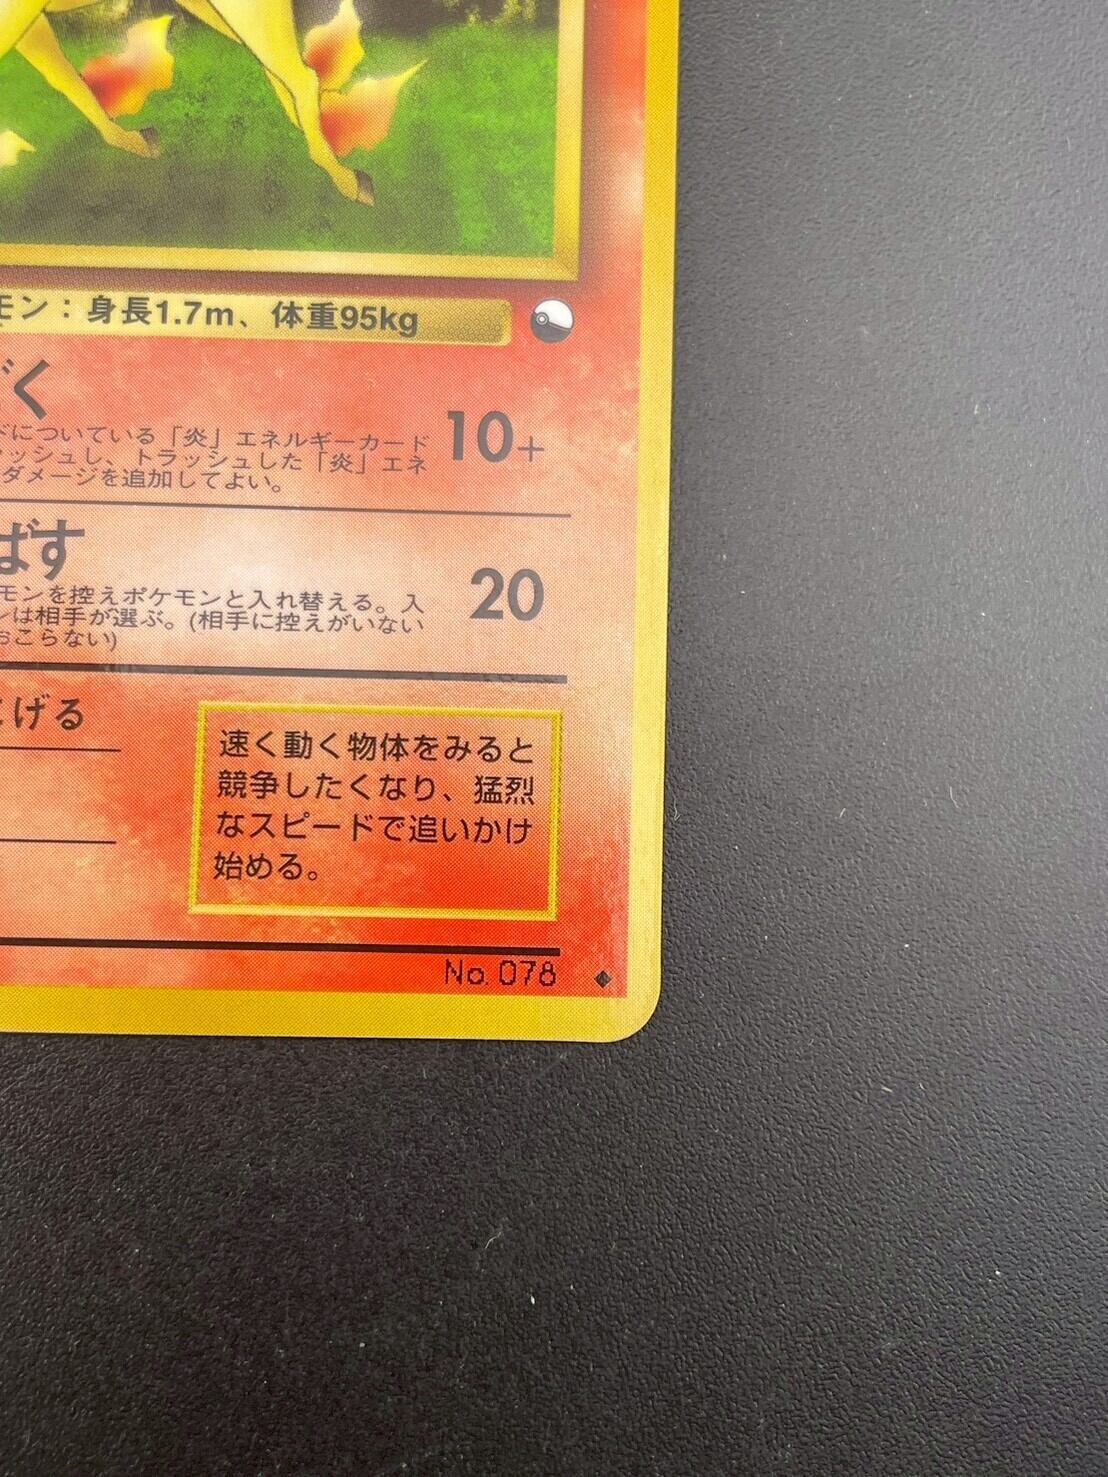 モン：身長1.7m、体重95kg
く
についている「炎」エネルギーカード
ッシュし、トラッシュした「炎」エネ
ダメージを追加してよい。
10+
ばす
モンを控えポケモンと入れ替える。入
ンは相手が選ぶ。(相手に控えがいない
おこらない)
20
げる
速く動く物体をみると
競争したくなり、猛烈
なスピードで追いかけ
始める。
No. 078 ◆